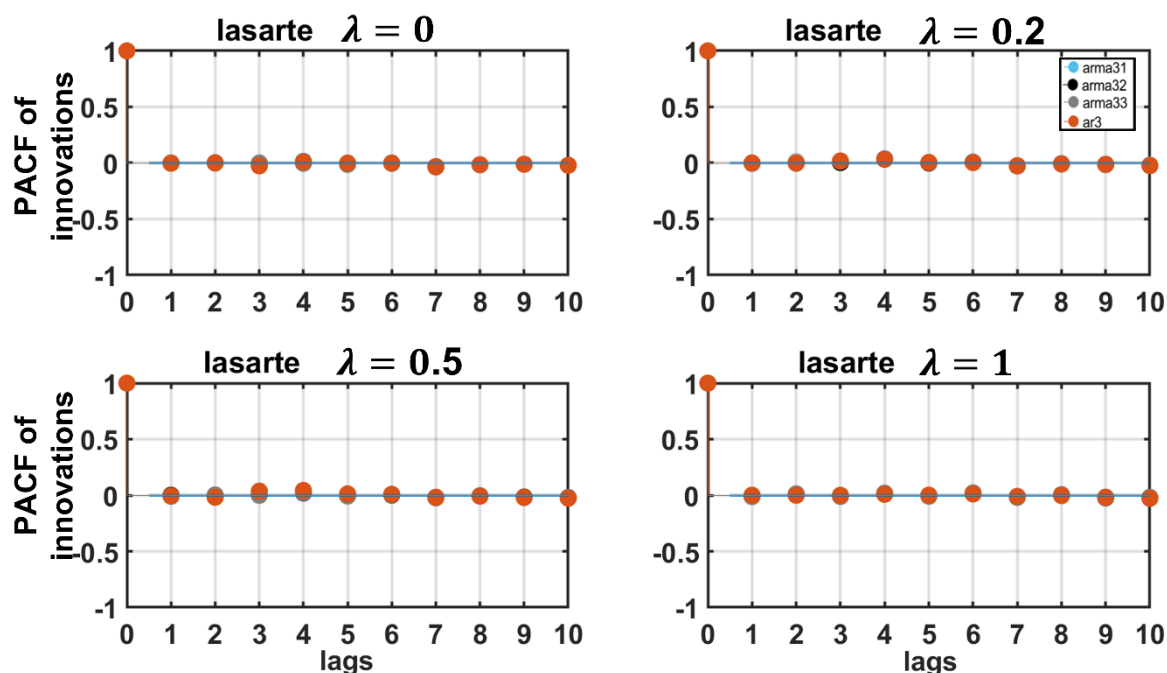 lasarte λ = 0
PACF of
innovations
1
0.5
0
-0.5
-1
0 1 2 3 4 5 6 7 8 9 10
lasarte λ = 0.2
arma31
arma32
arma33
ar3
1
0.5
0
-0.5
-1
0 1 2 3 4 5 6 7 8 9 10
lasarte λ = 0.5
PACF of
innovations
1
0.5
0
-0.5
-1
0 1 2 3 4 5 6 7 8 9 10
lags
lasarte λ = 1
1
0.5
0
-0.5
-1
0 1 2 3 4 5 6 7 8 9 10
lags